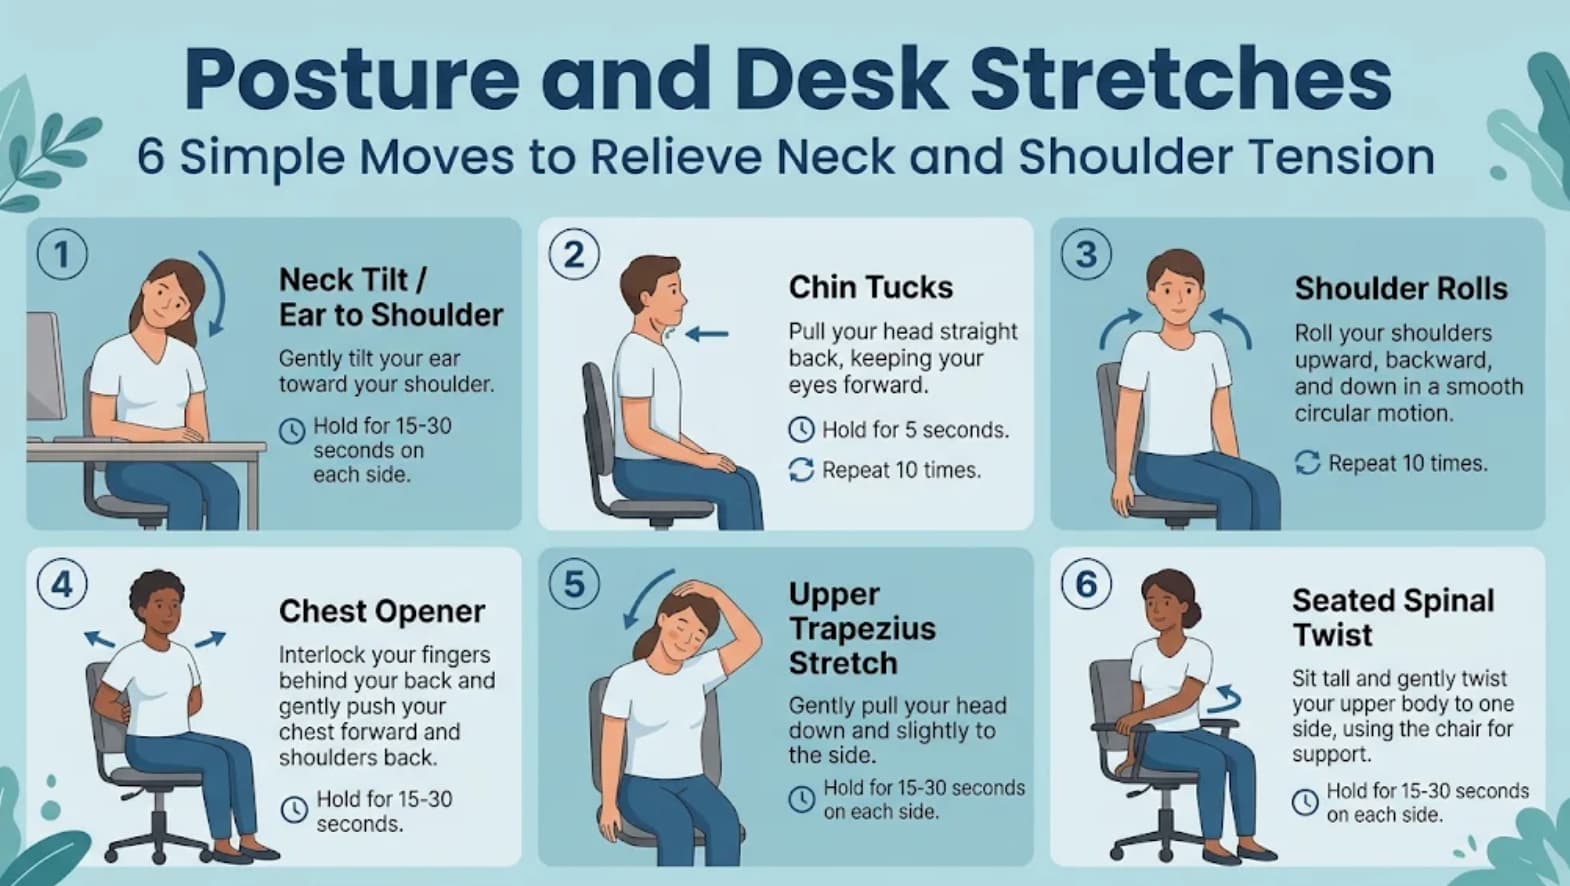 Posture and Desk Stretches
6 Simple Moves to Relieve Neck and Shoulder Tension
1
Neck Tilt /
Ear to Shoulder
Gently tilt your ear
toward your shoulder.
Hold for 15-30
seconds on
each side.
2
Chin Tucks
Pull your head straight
back, keeping your
eyes forward.
Hold for 5 seconds.
Repeat 10 times.
3
Shoulder Rolls
Roll your shoulders
upward, backward,
and down in a smooth
circular motion.
Repeat 10 times.
4
Chest Opener
Interlock your fingers
behind your back and
gently push your
chest forward and
shoulders back.
Hold for 15-30
seconds.
5
Upper
Trapezius
Stretch
Gently pull your head
down and slightly to
the side.
Hold for 15-30 seconds
on each side.
6
Seated Spinal
Twist
Sit tall and gently twist
your upper body to one
side, using the chair for
support.
Hold for 15-30 seconds
on each side.